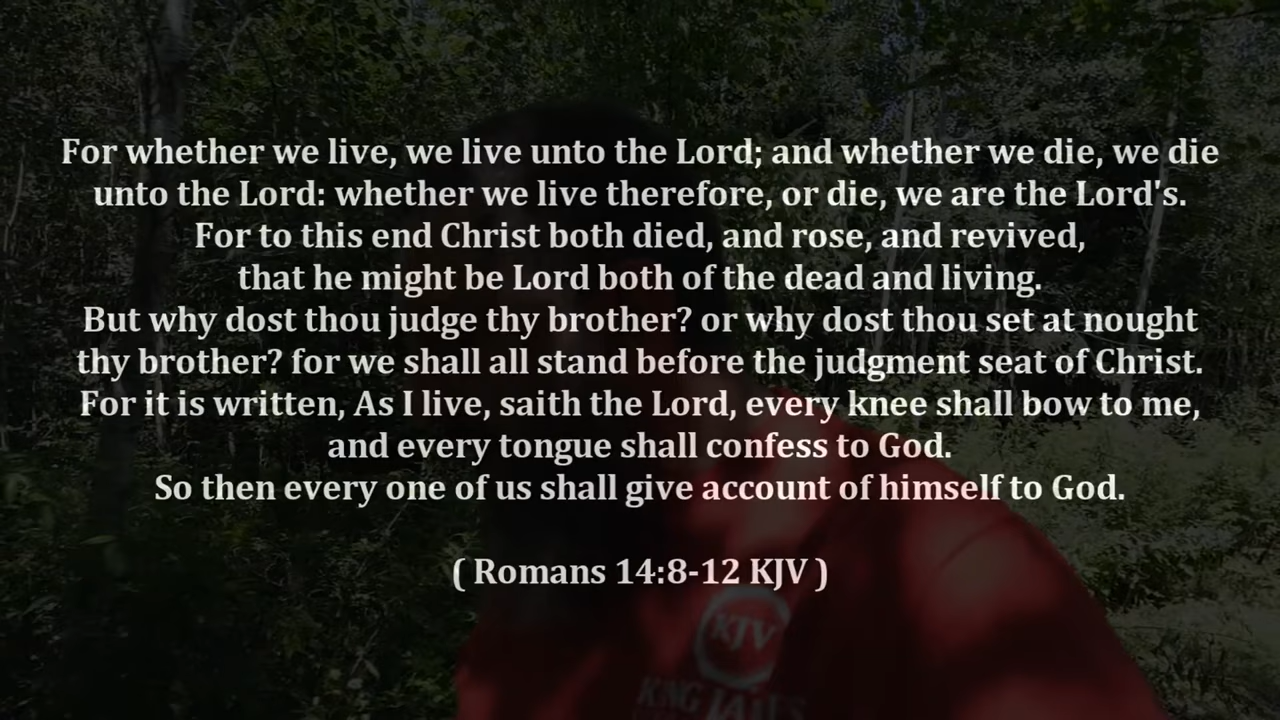 For whether we live, we live unto the Lord; and whether we die, we die
unto the Lord: whether we live therefore, or die, we are the Lord's.
For to this end Christ both died, and rose, and revived,
that he might be Lord both of the dead and living.
But why dost thou judge thy brother? or why dost thou set at nought
thy brother? for we shall all stand before the judgment seat of Christ.
For it is written, As I live, saith the Lord, every knee shall bow to me,
and every tongue shall confess to God.
So then every one of us shall give account of himself to God.
( Romans 14:8-12 KJV )
KJV
KING JAMES